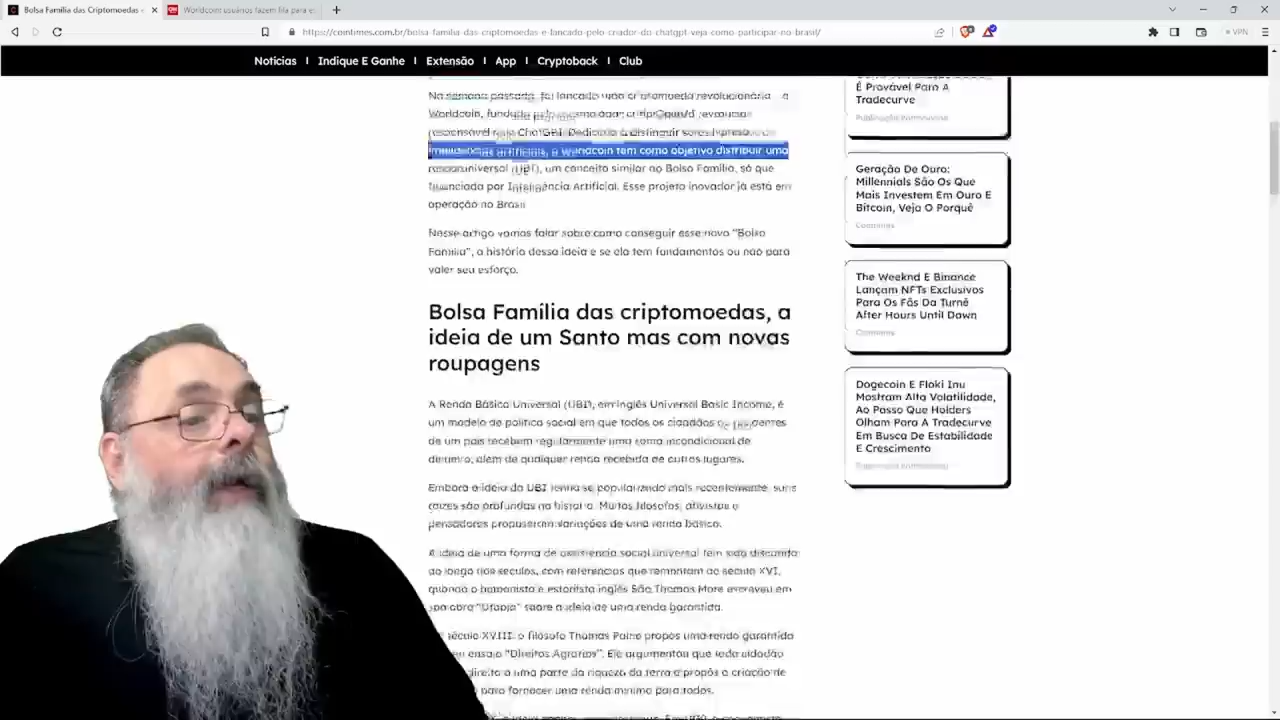 Bolsa Família das Criptomoedas
Worldcoin usuários fazem fila para e
https://cointimes.com.br/bolsa-familia-das-criptomoedas-e-lancado-pelo-criador-do-chatgpt-veja-como-participar-no-brasil/
VPN
Notícias
Indique E Ganhe
Extensão
App
Cryptoback
Club
Na semana passada, foi lançado
Worldcoin
responsável pelo ChatGPT. Dedicado a distinguir
tem como objetivo distribuir uma
universal (UBI), um conceito similar ao Bolsa Família, só que
financiada por Inteligência Artificial. Esse projeto inovador já está em
operação no Brasil
Nesse artigo vamos falar sobre como conseguir esse novo "Bolsa
Família", a história dessa ideia e se ela tem fundamentos ou não para
valer seu esforço.
Bolsa Família das criptomoedas, a
ideia de um Santo mas com novas
roupagens
A Renda Básica Universal (UBI), em inglês Universal Basic Income, é
um modelo de política social em que todos os cidadãos
de um país recebem regularmente uma soma incondicional de
dinheiro, além de qualquer renda recebida de outros lugares.
Embora a ideia da UBI tenha se popularizado mais recentemente, suas
raízes são profundas na história. Muitos filósofos, ativistas e
pensadores propuseram variações de uma renda básica.
A ideia de uma forma de assistência social universal tem sido discutida
ao longo dos séculos, com referências que remontam ao século XVI,
quando o humanista e estadista inglês São Thomas More escreveu em
sua obra "Utopia" sobre a ideia de uma renda garantida.
século XVIII o filósofo Thomas Paine propôs uma renda garantida
ensaio "Direitos Agrários". Ele argumentou que todo cidadão
direito a uma parte da riqueza da terra e propôs a criação de
para fornecer uma renda mínima para todos.
É Provável Para A
Tradecurve
Geração De Ouro:
Millennials São Os Que
Mais Investem Em Ouro E
Bitcoin, Veja O Porquê
Cointimes
The Weeknd E Binance
Lançam NFTs Exclusivos
Para Os Fãs Da Turnê
After Hours Until Dawn
Cointimes
Dogecoin E Floki Inu
Mostram Alta Volatilidade,
Ao Passo Que Holders
Olham Para A Tradecurve
Em Busca De Estabilidade
E Crescimento